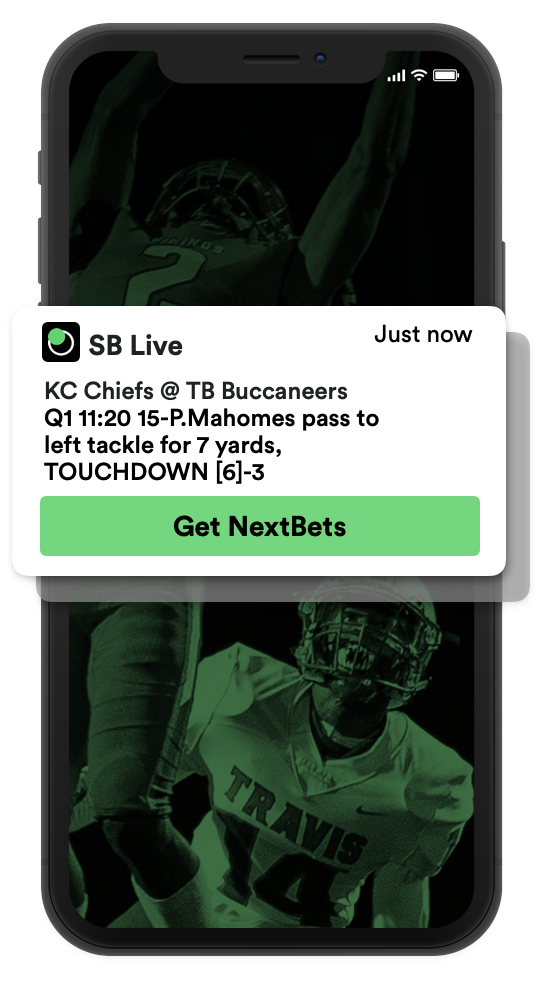 VIKINGS
2
SB Live
Just now
KC Chiefs @ TB Buccaneers
Q1 11:20 15-P.Mahomes pass to
left tackle for 7 yards,
TOUCHDOWN [6]-3
Get NextBets
TRAVIS
14